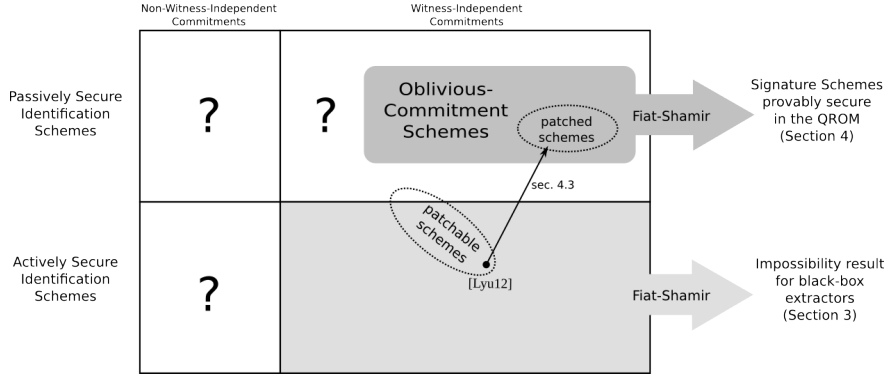 Non-Witness-Independent
Commitments
Witness-Independent
Commitments
Passively Secure
Identification
Schemes
?
?
Oblivious-
Commitment
Schemes
patched
schemes
Fiat-Shamir
Signature Schemes
provably secure
in the QROM
(Section 4)
sec. 4.3
patchable
schemes
[Lyu12]
Actively Secure
Identification
Schemes
?
Fiat-Shamir
Impossibility result
for black-box
extractors
(Section 3)